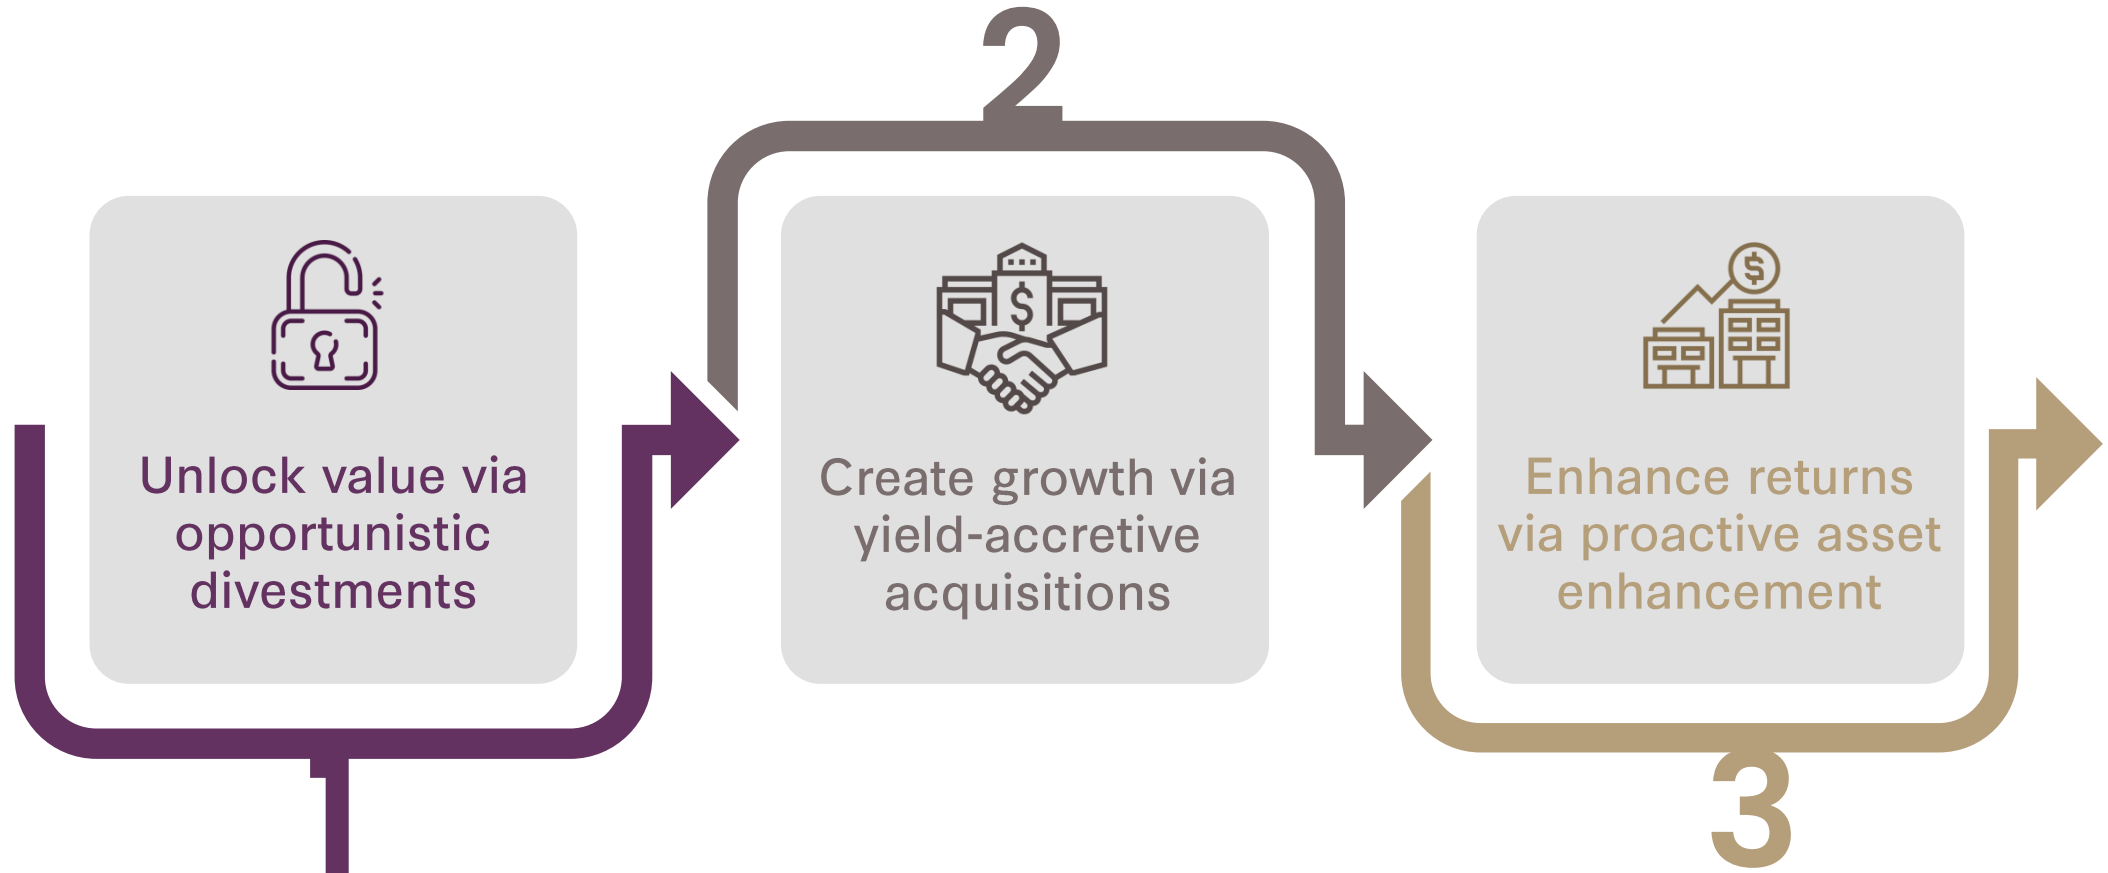 2
Unlock value via
opportunistic
divestments
$
Create growth via
yield-accretive
acquisitions
$
Enhance returns
via proactive asset
enhancement
1
3